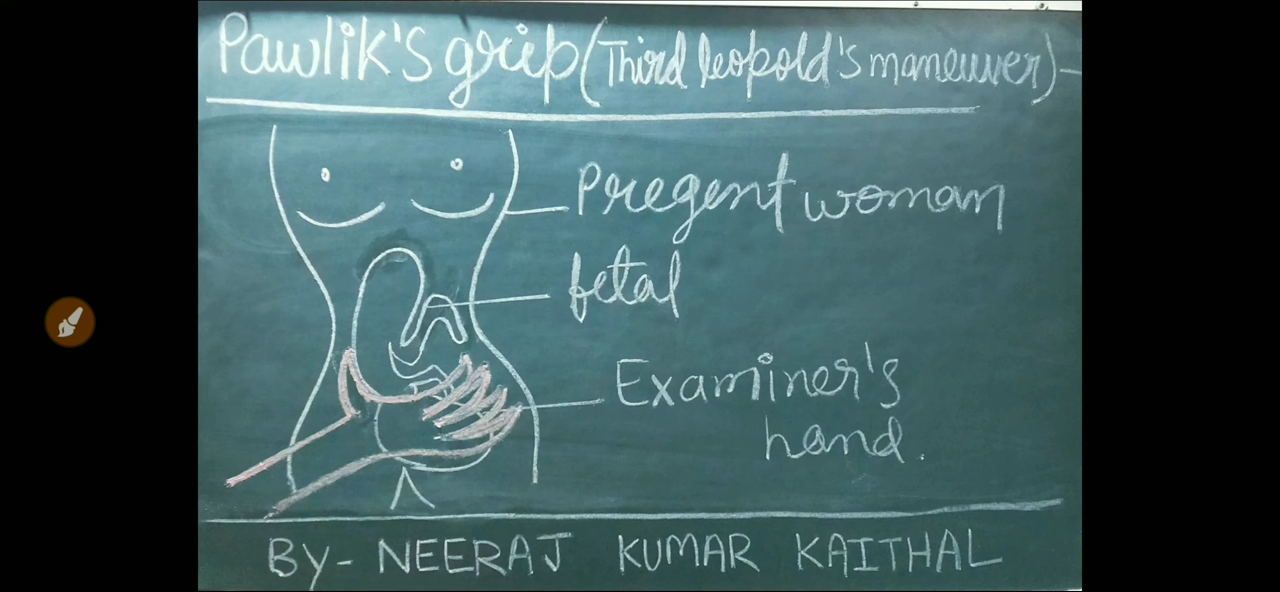 Pawlik's grip (Third leopold's maneuver)-
Pregent woman
fetal
Examiner's
hand.
BY- NEERAJ KUMAR KAITHAL